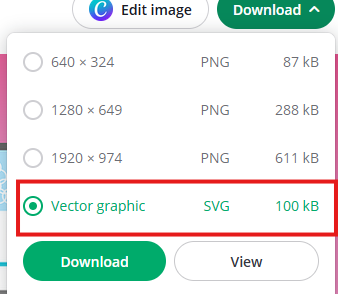 Edit image Download
640 × 324 PNG 87 kB
1280 × 649 PNG 288 kB
1920 × 974 PNG 611 kB
Vector graphic SVG 100 kB
Download View